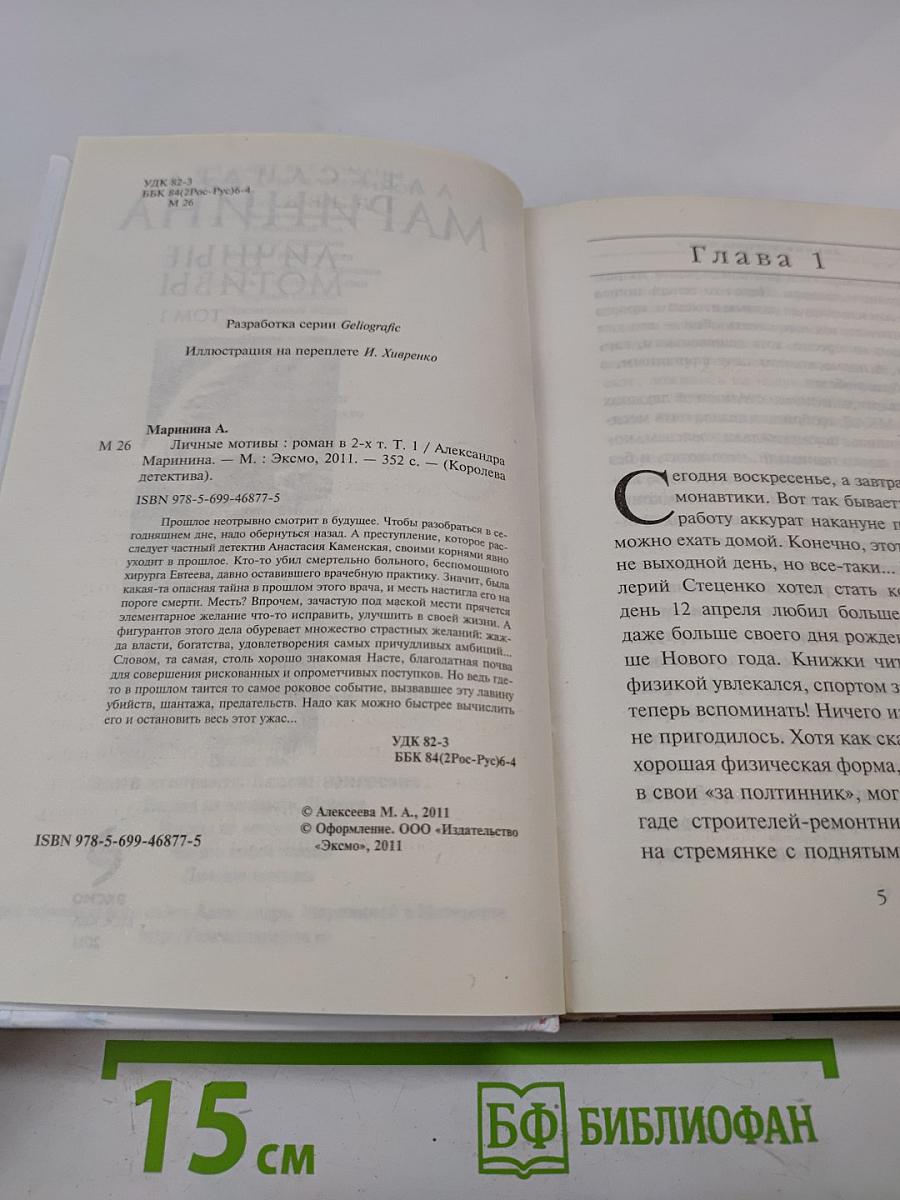 УДК 82-3
ББК 84(2Рос-Рус)6-4
М 26
Разработка серии Geliografic
Иллюстрация на переплете И. Хивренко
Маринина А.
М 26 Личные мотивы : роман в 2-х т. Т. 1 / Александра
Маринина. — М. : Эксмо, 2011. — 352 с. — (Королева
детектива).
ISBN 978-5-699-46877-5
Прошлое неотрывно смотрит в будущее. Чтобы разобраться в се-
годняшнем дне, надо обернуться назад. А преступление, которое рас-
следует частный детектив Анастасия Каменская, своими корнями явно
уходит в прошлое. Кто-то убил смертельно больного, беспомощного
хирурга Евтеева, давно оставившего врачебную практику. Значит, была
какая-та опасная тайна в прошлом этого врача, и месть настигла его на
пороге смерти. Месть? Впрочем, зачастую под маской мести прячется
элементарное желание что-то исправить, улучшить в своей жизни. А
фигурантов этого дела обуревает множество страстных желаний: жаж-
да власти, богатства, удовлетворения самых причудливых амбиций...
Словом, та самая, столь хорошо знакомая Насте, благодатная почва
для совершения рискованных и опрометчивых поступков. Но ведь где-
то в прошлом таится то самое роковое событие, вызвавшее эту лавину
убийств, шантажа, предательств. Надо как можно быстрее вычислить
его и остановить весь этот ужас...
УДК 82-3
ББК 84(2Рос-Рус)6-4
© Алексеева М. А., 2011
© Оформление. ООО «Издательство
«Эксмо», 2011
ISBN 978-5-699-46877-5
Глава 1
Сегодня воскресенье, а завтра
монавтики. Вот так бывает
работу аккурат накануне п
можно ехать домой. Конечно, этот
не выходной день, но все-таки...
лерий Стеценко хотел стать ко
день 12 апреля любил больше
даже больше своего дня рожден
ше Нового года. Книжки чит
физикой увлекался, спортом з
теперь вспоминать! Ничего из
не пригодилось. Хотя как ска
хорошая физическая форма,
в свои «за полтинник», мог
гаде строителей-ремонтни
на стремянке с поднятым
5
15 см
БФ БИБЛИОФАН